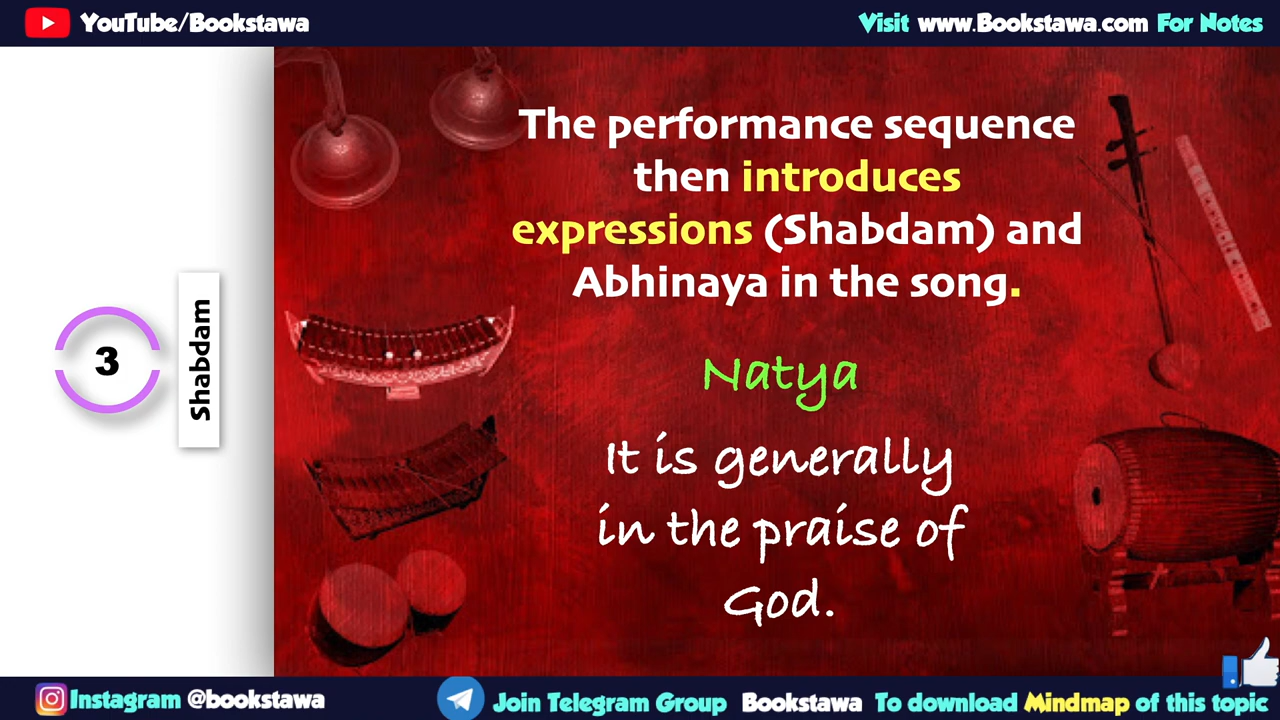 YouTube/Bookstawa
Visit www.Bookstawa.com For Notes
The performance sequence
then introduces
expressions (Shabdam) and
Abhinaya in the song.
Natya
It is generally
in the praise of
God.
3
Shabdam
Instagram @bookstawa
Join Telegram Group Bookstawa To download Mindmap of this topic